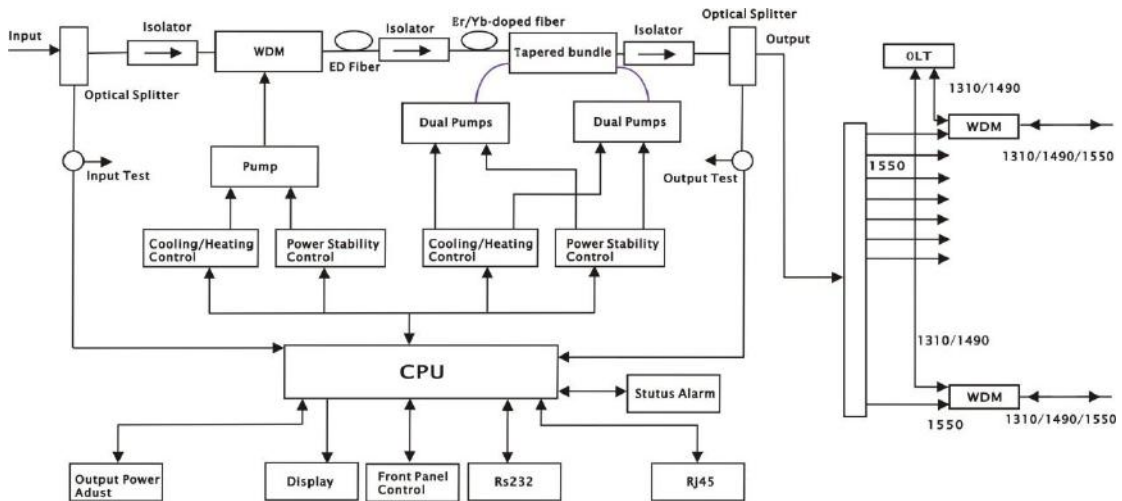 Input
Isolator
WDM
ED Fiber
Isolator
Er/Yb-doped fiber
Tapered bundle
Isolator
Optical Splitter
Output
Optical Splitter
OLT
1310/1490
WDM
1310/1490/1550
1550
Dual Pumps
Dual Pumps
Input Test
Pump
Output Test
Cooling/Heating
Control
Power Stability
Control
Cooling/Heating
Control
Power Stability
Control
1310/1490
CPU
Stutus Alarm
WDM
1550
1310/1490/1550
Output Power
Adust
Display
Front Panel
Control
Rs232
RJ45